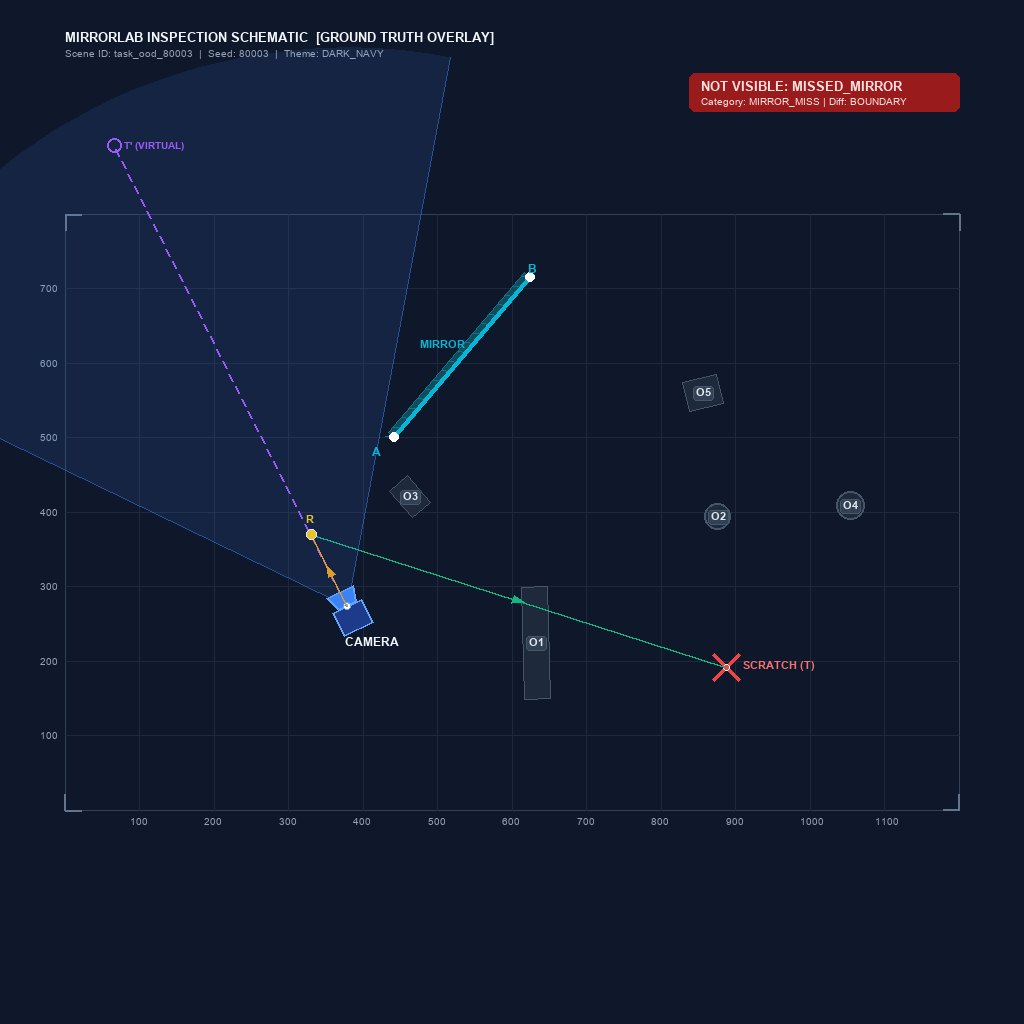 MIRRORLAB INSPECTION SCHEMATIC [GROUND TRUTH OVERLAY]
Scene ID: task_ood_80003 | Seed: 80003 | Theme: DARK_NAVY
NOT VISIBLE: MISSED_MIRROR
Category: MIRROR_MISS | Diff: BOUNDARY
T' (VIRTUAL)
B
700
MIRROR
600
O5
500
A
O3
400
O2
O4
R
300
CAMERA
O1
200
SCRATCH (T)
100
100 200 300 400 500 600 700 800 900 1000 1100